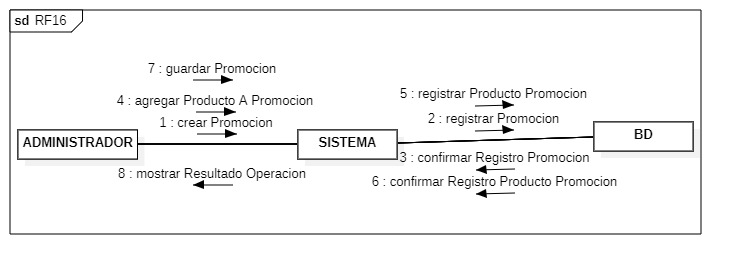 sd RF16
7 : guardar Promocion
4 : agregar Producto A Promocion
1 : crear Promocion
5 : registrar Producto Promocion
2 : registrar Promocion
ADMINISTRADOR
SISTEMA
BD
3 : confirmar Registro Promocion
8 : mostrar Resultado Operacion
6 : confirmar Registro Producto Promocion